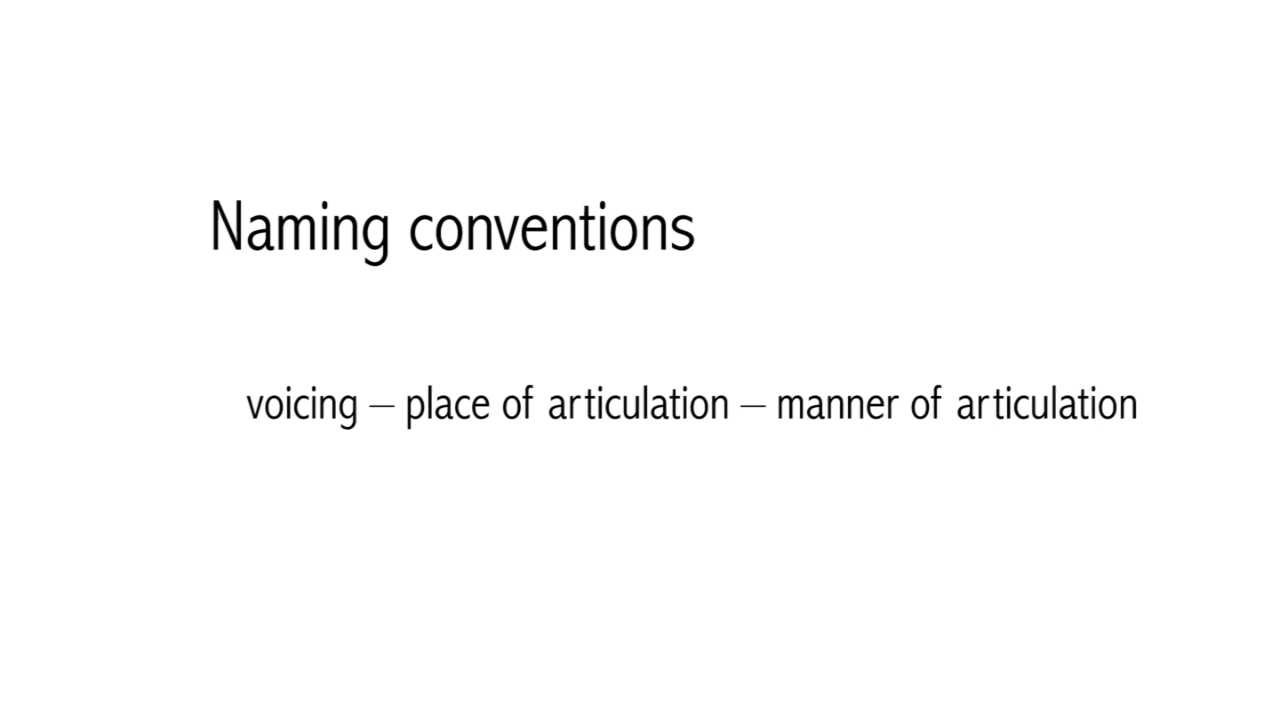 Naming conventions
voicing – place of articulation – manner of articulation